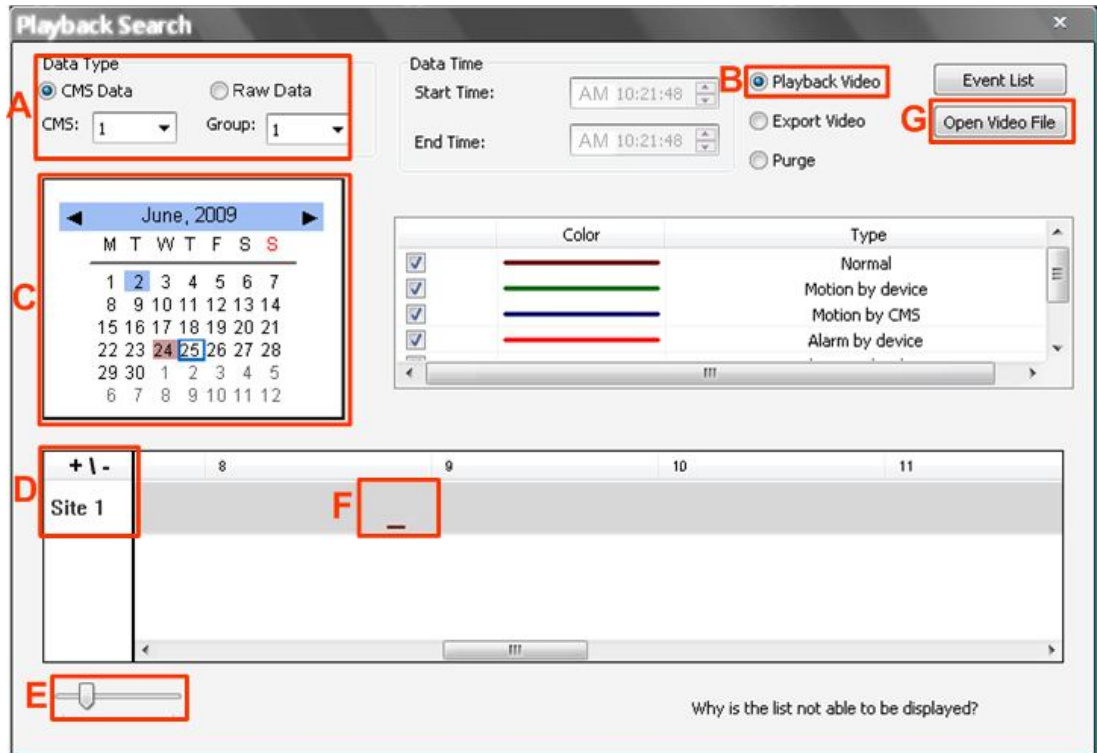 Playback Search
×
A
Data Type
CMS Data
Raw Data
CMS: 1
Group: 1
Data Time
Start Time: AM 10:21:48
End Time: AM 10:21:48
B
Playback Video
Export Video
Purge
Event List
G
Open Video File
C
June, 2009
M T W T F S S
1 2 3 4 5 6 7
8 9 10 11 12 13 14
15 16 17 18 19 20 21
22 23 24 25 26 27 28
29 30 1 2 3 4 5
6 7 8 9 10 11 12
Color Type
Normal
Motion by device
Motion by CMS
Alarm by device
D
+ \ -
8 9 10 11
Site 1
F
E
Why is the list not able to be displayed?